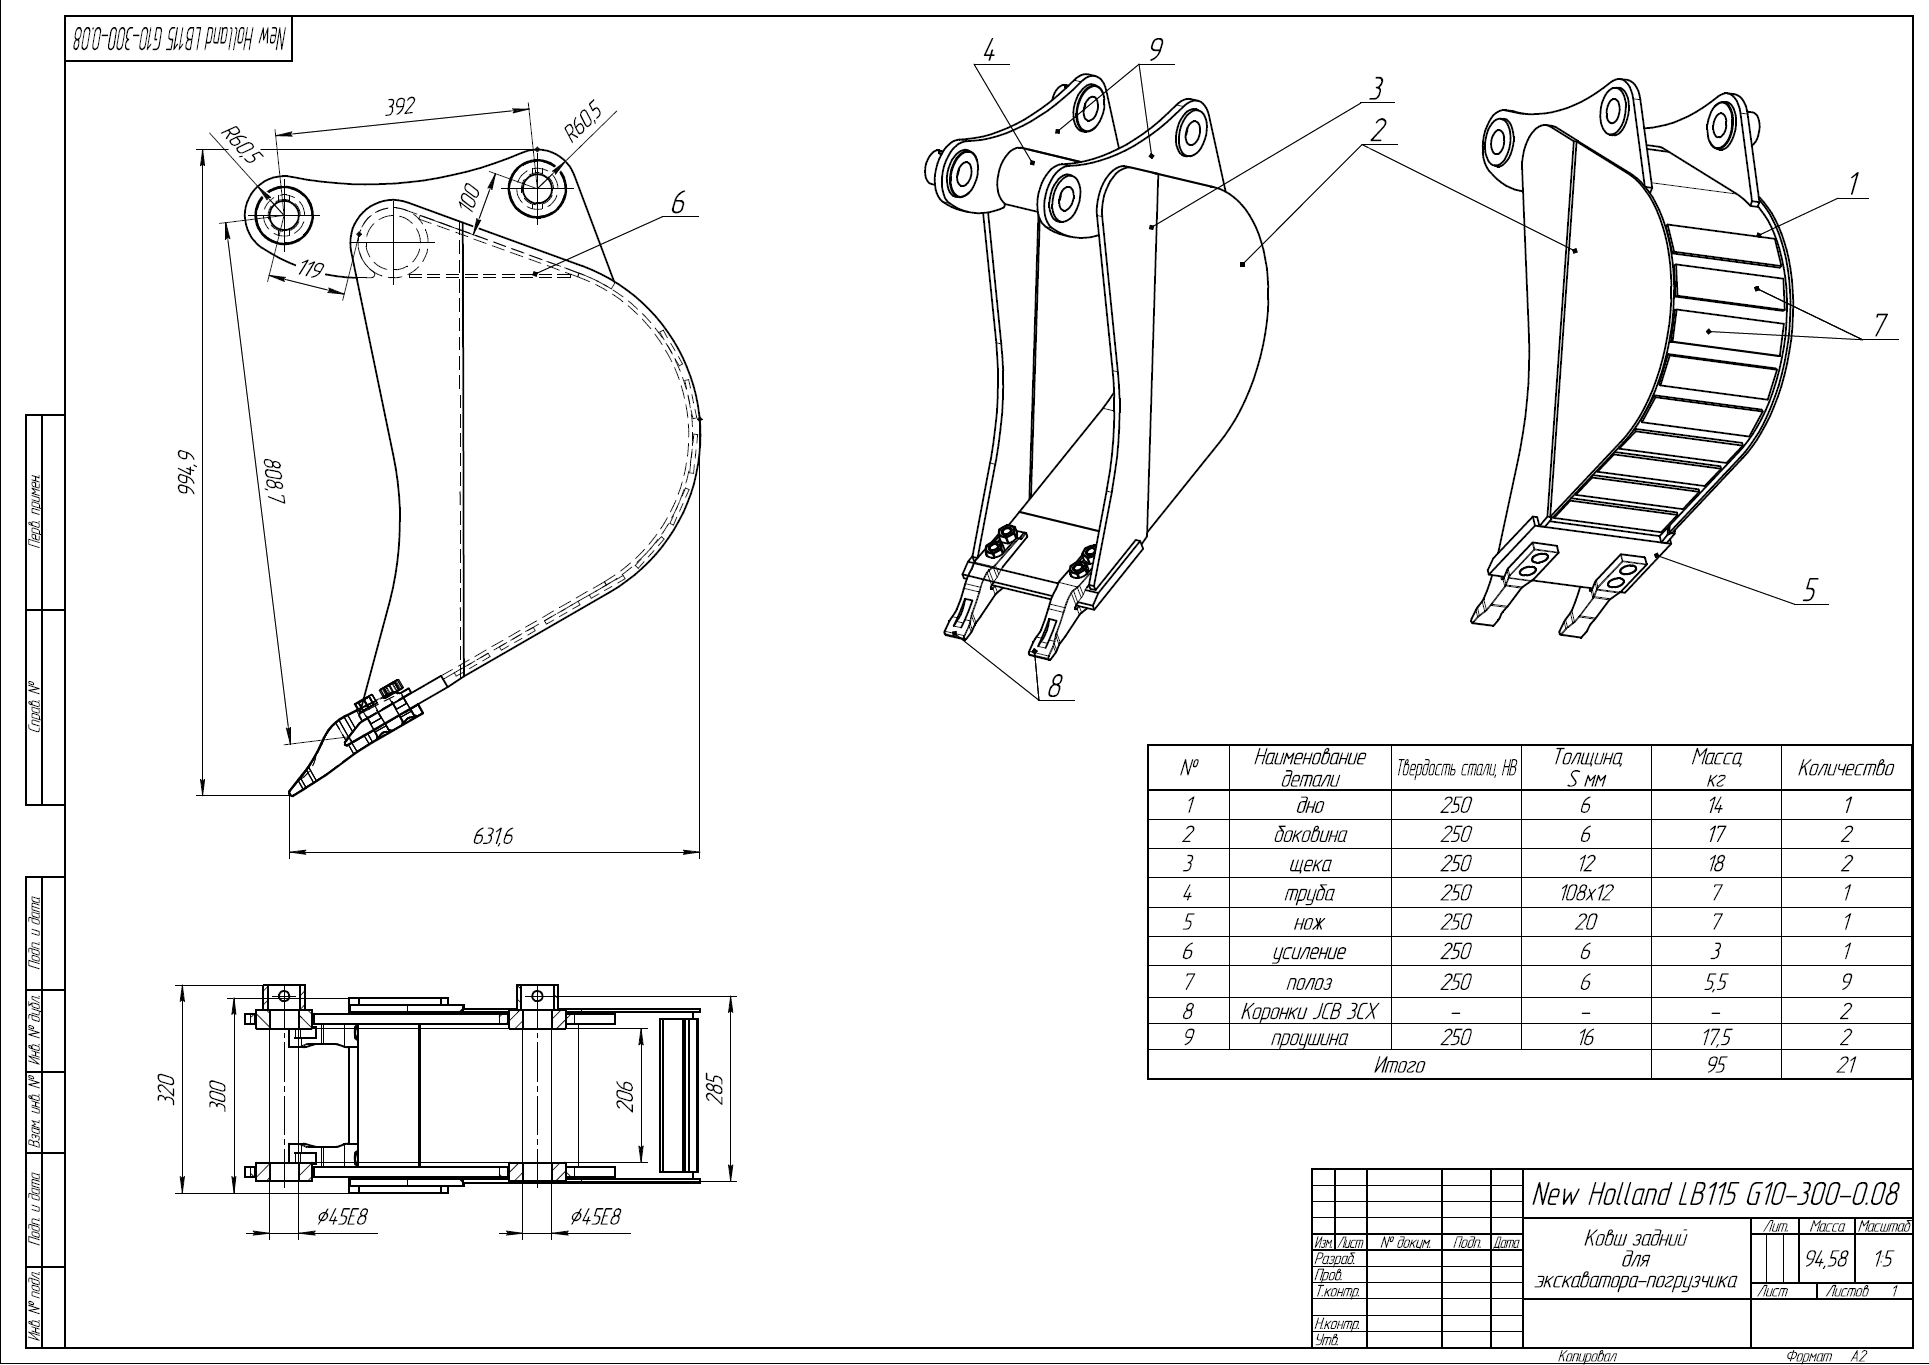 New Holland LB115 G10-300-0.08
392
R60,5
R60,5
100
119
6
994,9
808,7
631,6
4
9
3
2
8
1
7
5
Перв. примен.
Справ. №
Подп. и дата
Инв. № дубл.
Взам. инв. №
Подп. и дата
Инв. № подл.
320
300
206
285
⌀45E8
⌀45E8
№ Наименование детали Твердость стали, НВ Толщина, S мм Масса, кг Количество
1 дно 250 6 14 1
2 боковина 250 6 17 2
3 щека 250 12 18 2
4 труба 250 108х12 7 1
5 нож 250 20 7 1
6 усиление 250 6 3 1
7 полоз 250 6 5,5 9
8 Коронки JCB 3CX – – – 2
9 проушина 250 16 17,5 2
Итого 95 21
New Holland LB115 G10-300-0.08
Изм. Лист № докум. Подп. Дата
Разраб.
Пров.
Т.контр.
Н.контр.
Утв.
Ковш задний
для
экскаватора-погрузчика
Лит. Масса Масштаб
94,58 1:5
Лист Листов 1
Копировал Формат А2